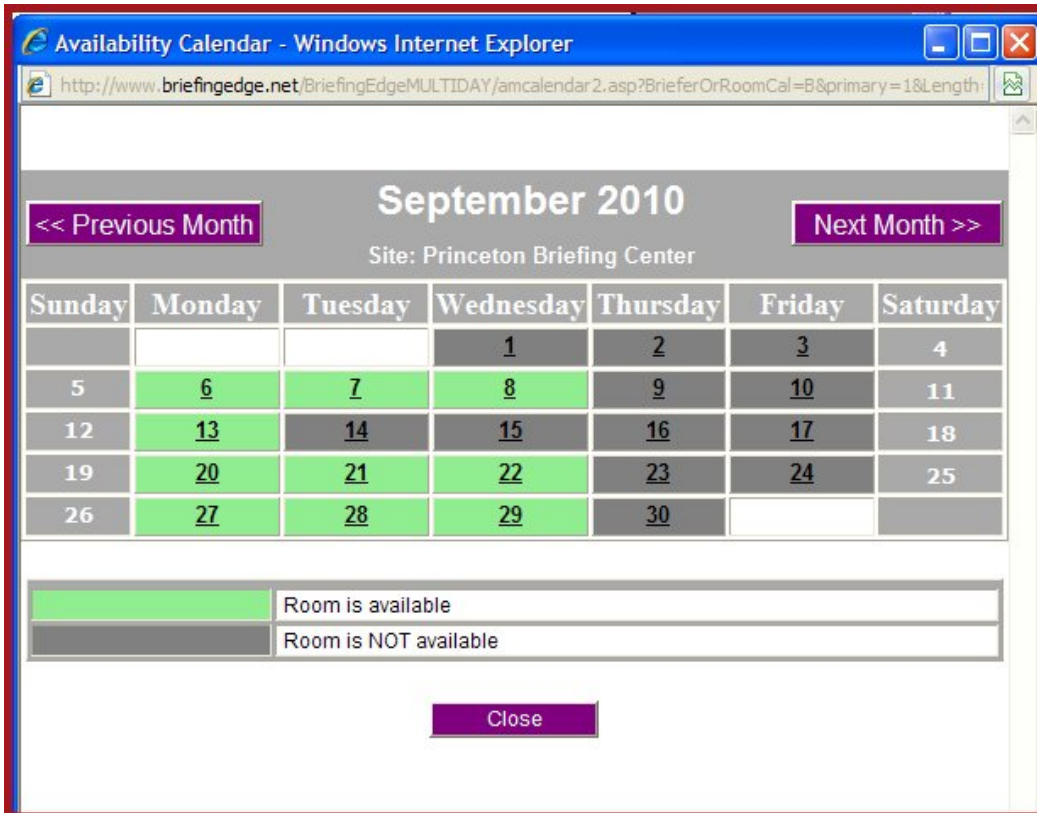 Availability Calendar - Windows Internet Explorer
http://www.briefingedge.net/BriefingEdgeMULTIDAY/amcalendar2.asp?BrieferOrRoomCal=B&primary=1&Length
<< Previous Month
September 2010
Next Month >>
Site: Princeton Briefing Center
Sunday Monday Tuesday Wednesday Thursday Friday Saturday
1 2 3 4
5 6 7 8 9 10 11
12 13 14 15 16 17 18
19 20 21 22 23 24 25
26 27 28 29 30
Room is available
Room is NOT available
Close